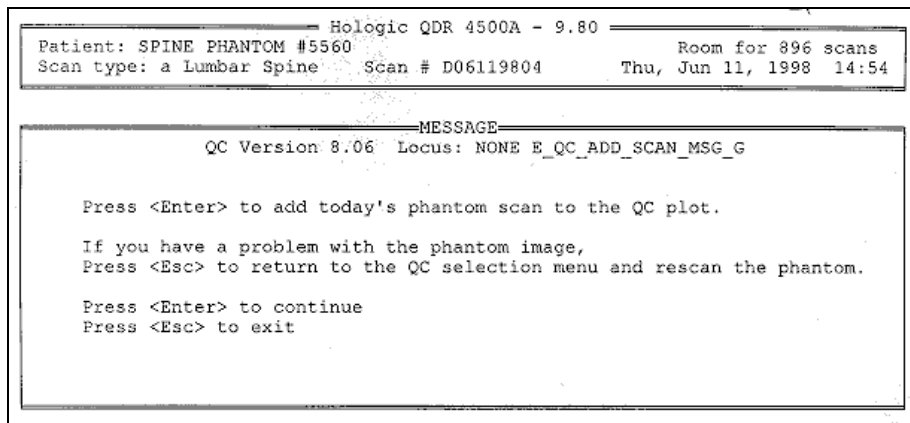 Hologic QDR 4500A - 9.80
Patient: SPINE PHANTOM #5560 Room for 896 scans
Scan type: a Lumbar Spine Scan # D06119804 Thu, Jun 11, 1998 14:54
MESSAGE
QC Version 8.06 Locus: NONE E_QC_ADD_SCAN_MSG_G
Press <Enter> to add today's phantom scan to the QC plot.
If you have a problem with the phantom image,
Press <Esc> to return to the QC selection menu and rescan the phantom.
Press <Enter> to continue
Press <Esc> to exit